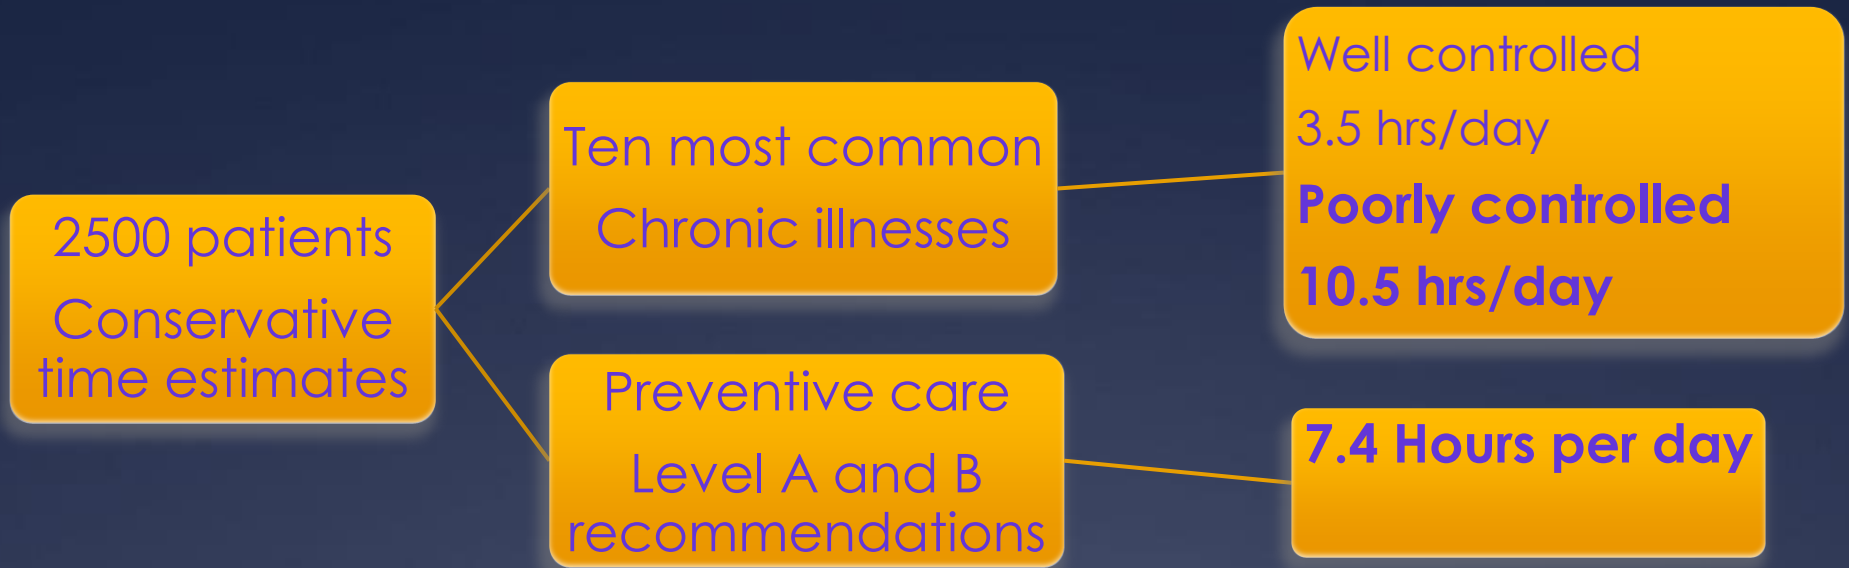 2500 patients
Conservative
time estimates
Ten most common
Chronic illnesses
Well controlled
3.5 hrs/day
Poorly controlled
10.5 hrs/day
Preventive care
Level A and B
recommendations
7.4 Hours per day